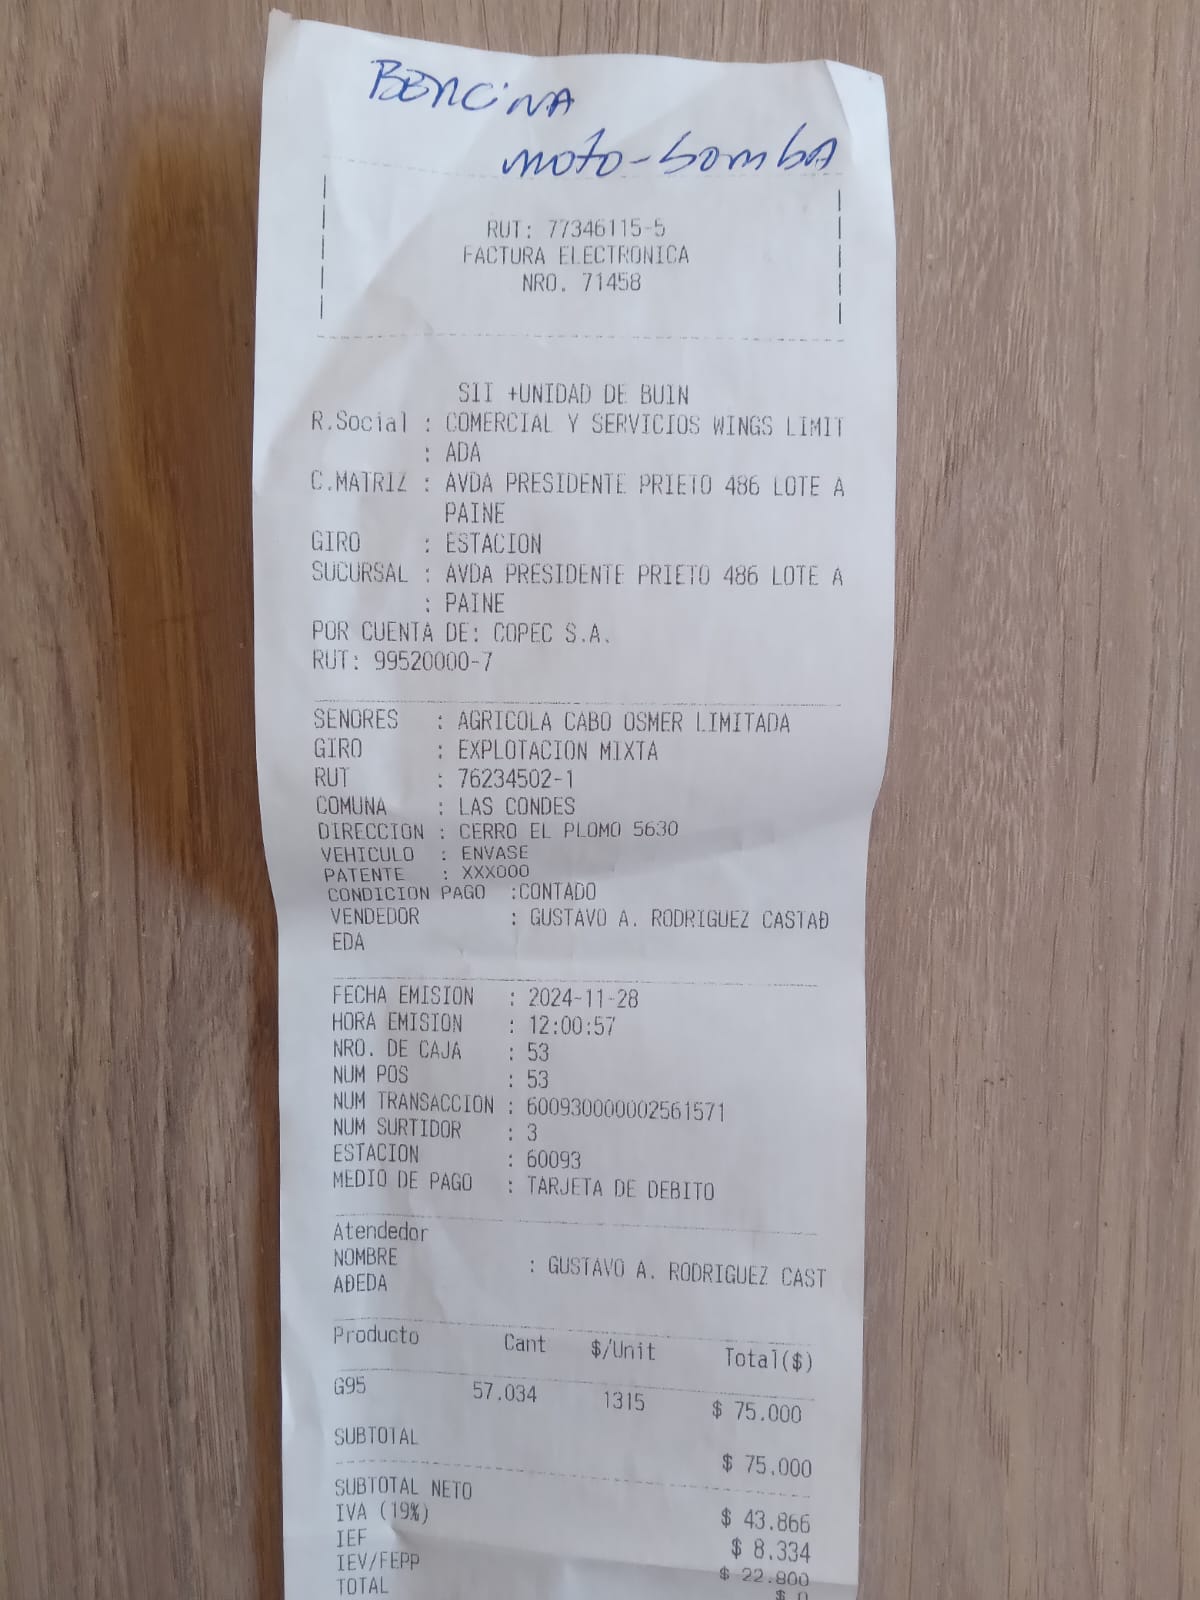 BENCINA
moto-bomba
RUT: 77346115-5
FACTURA ELECTRONICA
NRO. 71458
SII +UNIDAD DE BUIN
R.Social : COMERCIAL Y SERVICIOS WINGS LIMIT
: ADA
C.MATRIZ : AVDA PRESIDENTE PRIETO 486 LOTE A
PAINE
GIRO : ESTACION
SUCURSAL : AVDA PRESIDENTE PRIETO 486 LOTE A
: PAINE
POR CUENTA DE: COPEC S.A.
RUT: 99520000-7
SENORES : AGRICOLA CABO OSMER LIMITADA
GIRO : EXPLOTACION MIXTA
RUT : 76234502-1
COMUNA : LAS CONDES
DIRECCION : CERRO EL PLOMO 5630
VEHICULO : ENVASE
PATENTE : XXX000
CONDICION PAGO :CONTADO
VENDEDOR : GUSTAVO A. RODRIGUEZ CASTAÐ
EDA
FECHA EMISION : 2024-11-28
HORA EMISION : 12:00:57
NRO. DE CAJA : 53
NUM POS : 53
NUM TRANSACCION : 600930000002561571
NUM SURTIDOR : 3
ESTACION : 60093
MEDIO DE PAGO : TARJETA DE DEBITO
Atendedor
NOMBRE : GUSTAVO A. RODRIGUEZ CAST
AÐEDA
Producto Cant $/Unit Total($)
G95 57.034 1315 $ 75.000
SUBTOTAL $ 75.000
SUBTOTAL NETO $ 43.866
IVA (19%) $ 8.334
IEF $ 22.800
IEV/FEPP $ 0
TOTAL